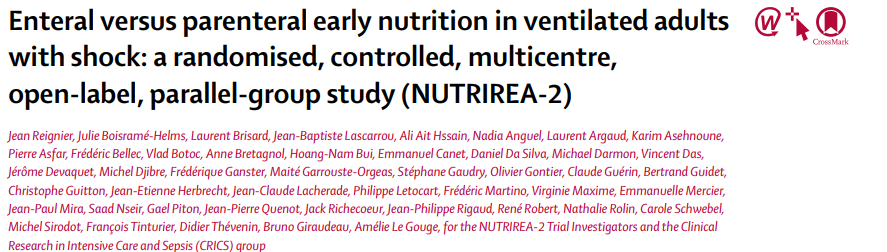 Enteral versus parenteral early nutrition in ventilated adults
with shock: a randomised, controlled, multicentre,
open-label, parallel-group study (NUTRIREA-2)
CrossMark
Jean Reignier, Julie Boisramé-Helms, Laurent Brisard, Jean-Baptiste Lascarrou, Ali Ait Hssain, Nadia Anguel, Laurent Argaud, Karim Asehnoune,
Pierre Asfar, Frédéric Bellec, Vlad Botoc, Anne Bretagnol, Hoang-Nam Bui, Emmanuel Canet, Daniel Da Silva, Michael Darmon, Vincent Das,
Jérôme Devaquet, Michel Djibre, Frédérique Ganster, Maité Garrouste-Orgeas, Stéphane Gaudry, Olivier Gontier, Claude Guérin, Bertrand Guidet,
Christophe Guitton, Jean-Etienne Herbrecht, Jean-Claude Lacherade, Philippe Letocart, Frédéric Martino, Virginie Maxime, Emmanuelle Mercier,
Jean-Paul Mira, Saad Nseir, Gael Piton, Jean-Pierre Quenot, Jack Richecoeur, Jean-Philippe Rigaud, René Robert, Nathalie Rolin, Carole Schwebel,
Michel Sirodot, François Tinturier, Didier Thévenin, Bruno Giraudeau, Amélie Le Gouge, for the NUTRIREA-2 Trial Investigators and the Clinical
Research in Intensive Care and Sepsis (CRICS) group